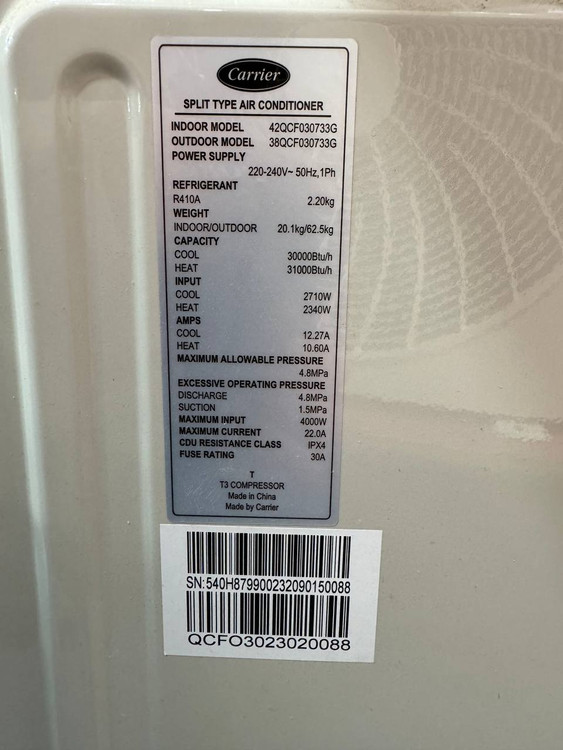 Carrier
SPLIT TYPE AIR CONDITIONER
INDOOR MODEL 42QCF030733G
OUTDOOR MODEL 38QCF030733G
POWER SUPPLY
220-240V~ 50Hz,1Ph
REFRIGERANT
R410A 2.20kg
WEIGHT
INDOOR/OUTDOOR 20.1kg/62.5kg
CAPACITY
COOL 30000Btu/h
HEAT 31000Btu/h
INPUT
COOL 2710W
HEAT 2340W
AMPS
COOL 12.27A
HEAT 10.60A
MAXIMUM ALLOWABLE PRESSURE
4.8MPa
EXCESSIVE OPERATING PRESSURE
DISCHARGE 4.8MPa
SUCTION 1.5MPa
MAXIMUM INPUT 4000W
MAXIMUM CURRENT 22.0A
CDU RESISTANCE CLASS IPX4
FUSE RATING 30A
T
T3 COMPRESSOR
Made in China
Made by Carrier
SN:540H879900232090150088
QCFO3023020088